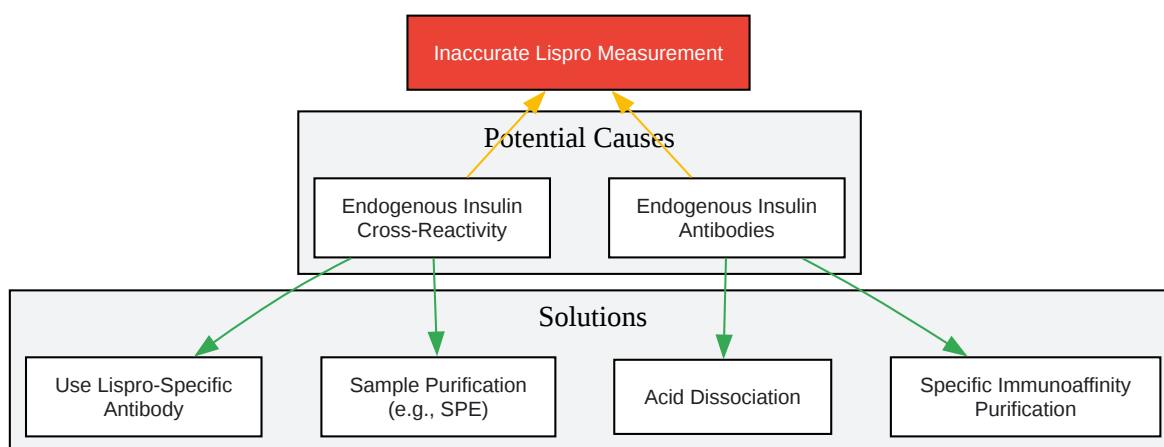 Inaccurate Lispro Measurement
Potential Causes
Endogenous Insulin
Cross-Reactivity
Endogenous Insulin
Antibodies
Solutions
Use Lispro-Specific
Antibody
Sample Purification
(e.g., SPE)
Acid Dissociation
Specific Immunoaffinity
Purification